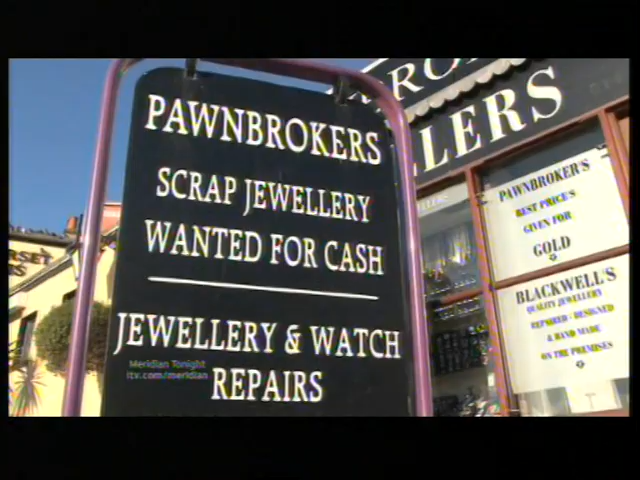 PAWNBROKERS
SCRAP JEWELLERY
WANTED FOR CASH
JEWELLERY & WATCH
REPAIRS
Meridian Tonight
itv.com/meridian
LLERS
PAWNBROKER'S
BEST PRICE'S
GIVEN FOR
GOLD
BLACKWELL'S
QUALITY JEWELLERY
REPAIRED - DESIGNED
& HAND MADE
ON THE PREMISES